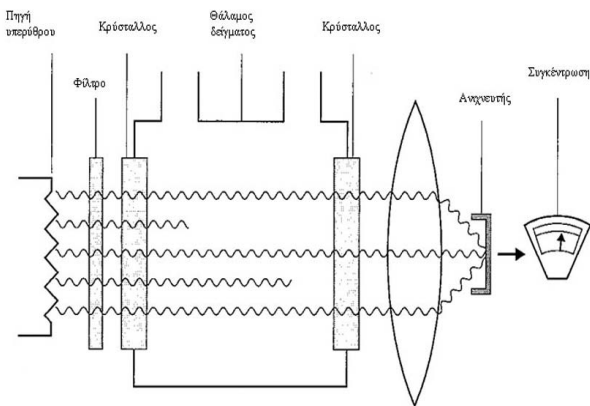 Πηγή
υπερύθρου
Φίλτρο
Κρύσταλλος
Θάλαμος
δείγματος
Κρύσταλλος
Ανιχνευτής
Συγκέντρωση